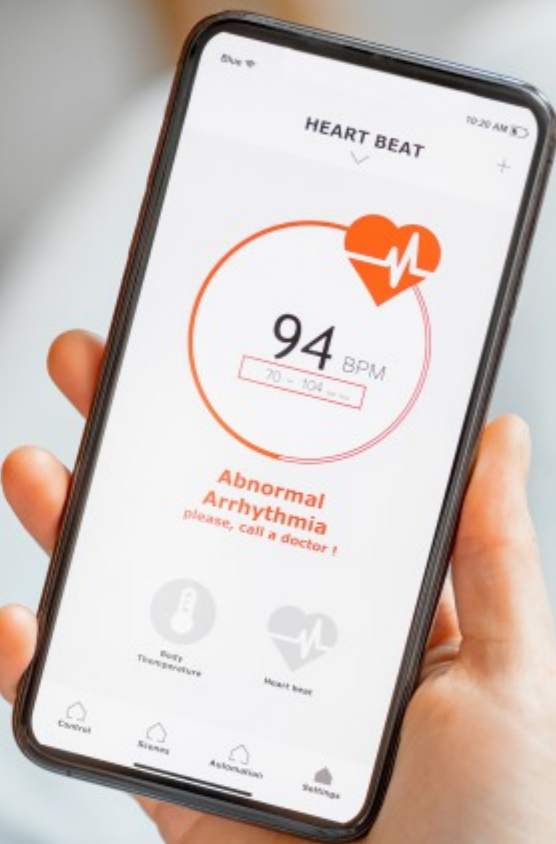 Blue
10:20 AM
HEART BEAT
+
94 BPM
70 - 104
Abnormal
Arrhythmia
please, call a doctor !
Body
Thomperature
Heart beat
Control
Scenes
Automation
Settings